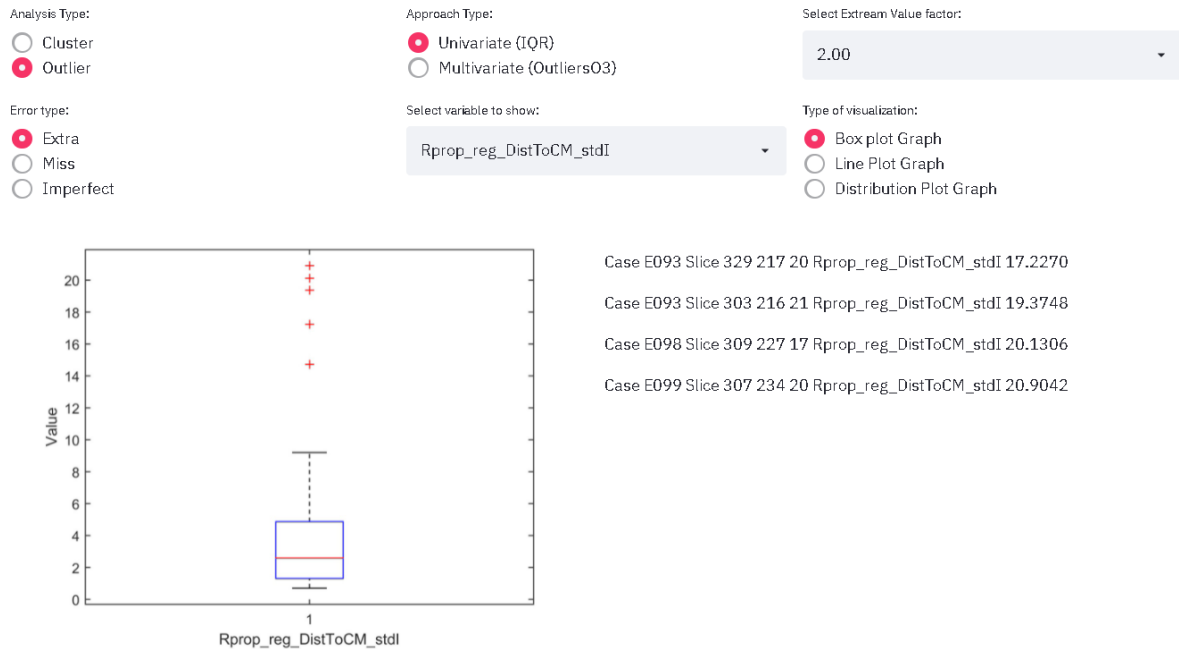 Analysis Type:
Cluster
Outlier
Approach Type:
Univariate (IQR)
Multivariate (OutliersO3)
Select Extream Value factor:
2.00
Error type:
Extra
Miss
Imperfect
Select variable to show:
Rprop_reg_DistToCM_stdI
Type of visualization:
Box plot Graph
Line Plot Graph
Distribution Plot Graph
20
18
16
14
12
10
8
6
4
2
0
Value
1
Rprop_reg_DistToCM_stdI
Case E093 Slice 329 217 20 Rprop_reg_DistToCM_stdI 17.2270
Case E093 Slice 303 216 21 Rprop_reg_DistToCM_stdI 19.3748
Case E098 Slice 309 227 17 Rprop_reg_DistToCM_stdI 20.1306
Case E099 Slice 307 234 20 Rprop_reg_DistToCM_stdI 20.9042